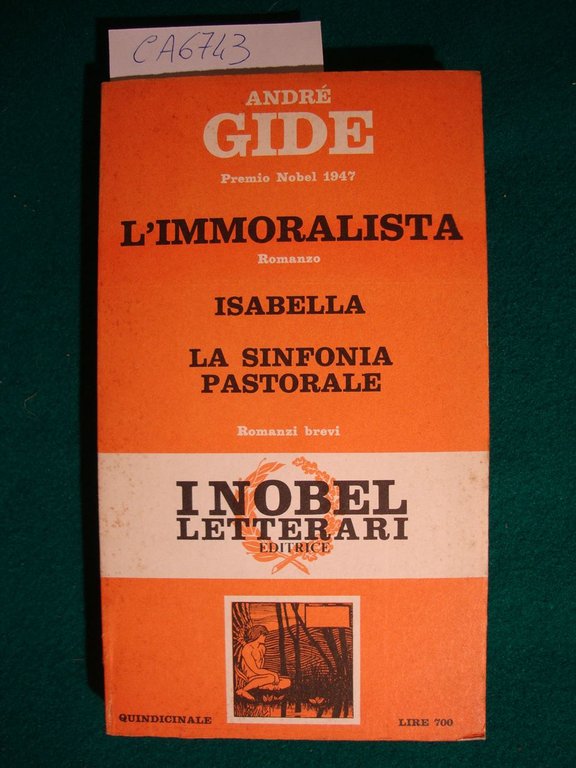 CA6743
ANDRÉ
GIDE
Premio Nobel 1947
L'IMMORALISTA
Romanzo
ISABELLA
LA SINFONIA
PASTORALE
Romanzi brevi
I NOBEL
LETTERARI
EDITRICE
QUINDICINALE LIRE 700